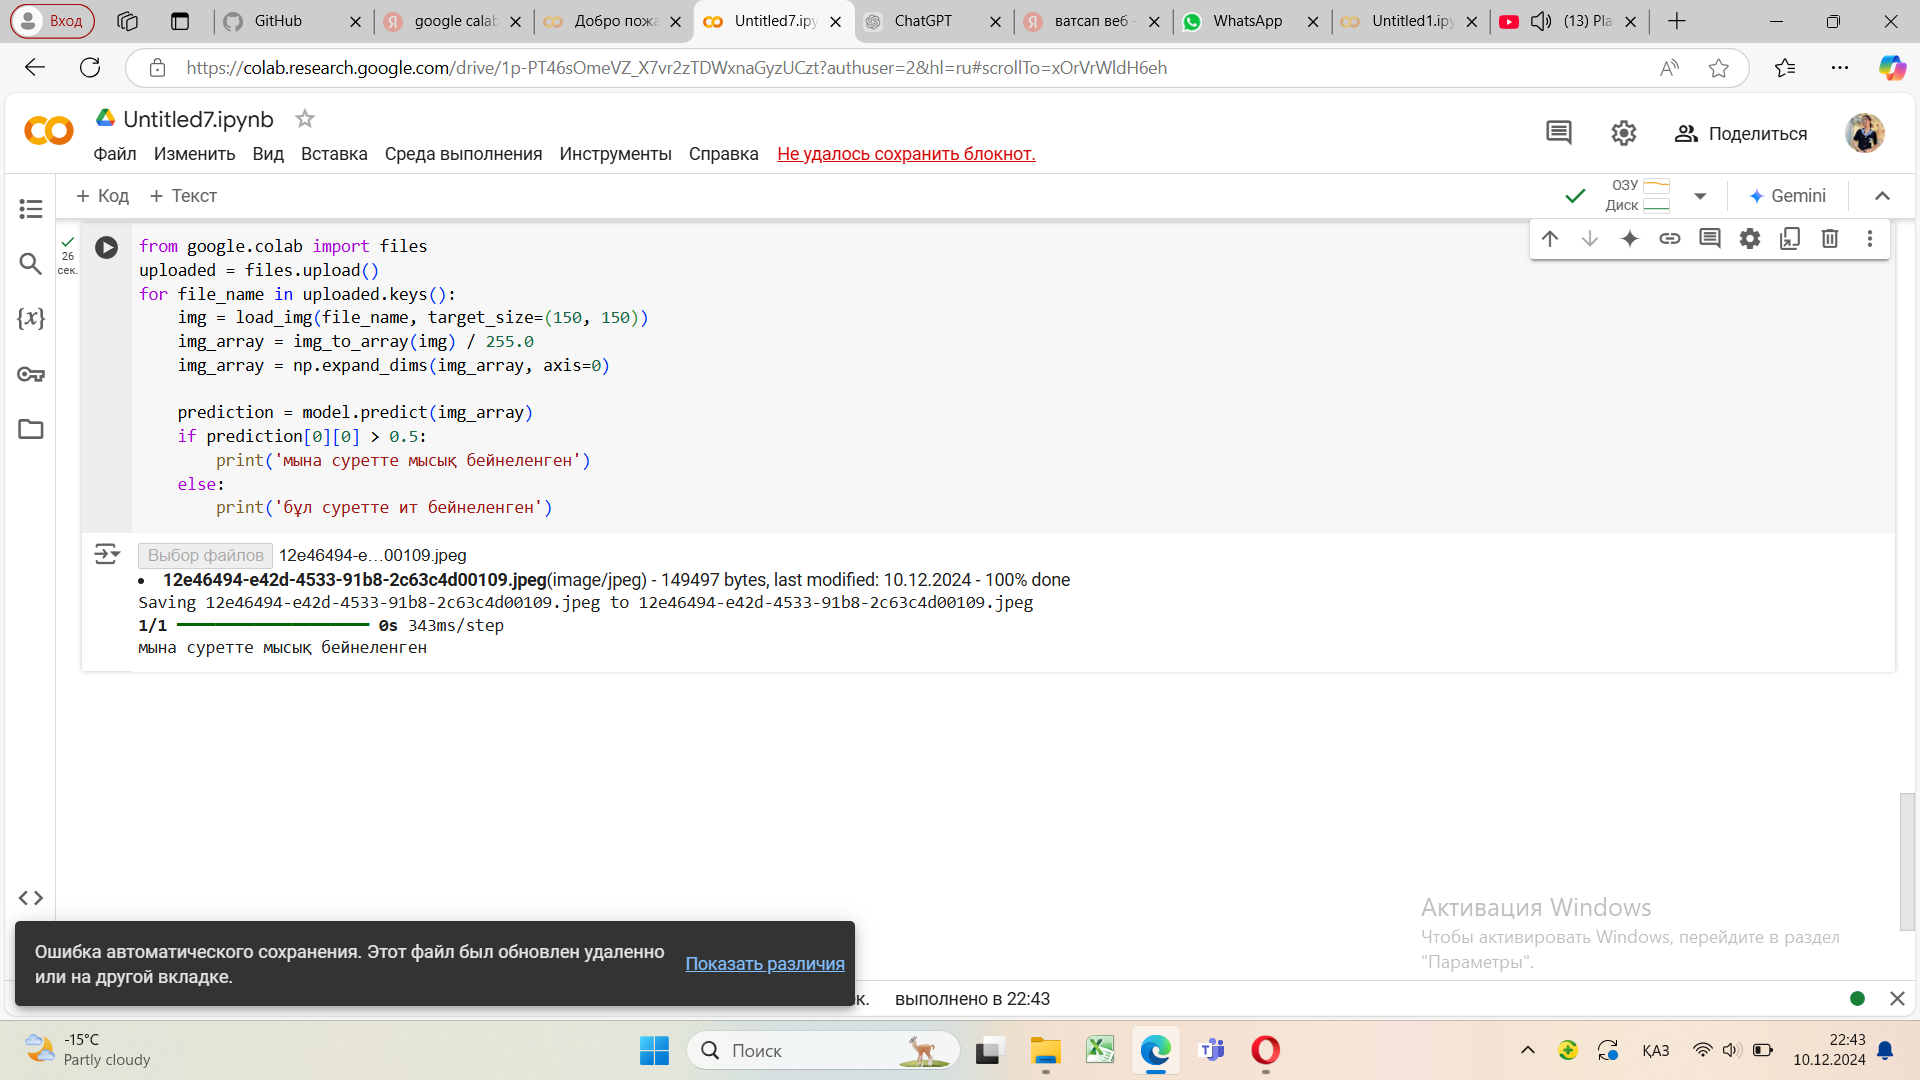 Вход
GitHub
google calab
Добро пожа
Untitled7.ipy
ChatGPT
ватсап веб -
WhatsApp
Untitled1.ipy
(13) Pla
https://colab.research.google.com/drive/1p-PT46sOmeVZ_X7vr2zTDWxnaGyzUCzt?authuser=2&hl=ru#scrollTo=xOrVrWldH6eh
Untitled7.ipynb
Поделиться
Файл Изменить Вид Вставка Среда выполнения Инструменты Справка Не удалось сохранить блокнот.
+ Код + Текст
ОЗУ
Диск
Gemini
26
сек.
from google.colab import files
uploaded = files.upload()
for file_name in uploaded.keys():
    img = load_img(file_name, target_size=(150, 150))
    img_array = img_to_array(img) / 255.0
    img_array = np.expand_dims(img_array, axis=0)
    prediction = model.predict(img_array)
    if prediction[0][0] > 0.5:
        print('мына суретте мысық бейнеленген')
    else:
        print('бұл суретте ит бейнеленген')
Выбор файлов 12e46494-e…00109.jpeg
• 12e46494-e42d-4533-91b8-2c63c4d00109.jpeg(image/jpeg) - 149497 bytes, last modified: 10.12.2024 - 100% done
Saving 12e46494-e42d-4533-91b8-2c63c4d00109.jpeg to 12e46494-e42d-4533-91b8-2c63c4d00109.jpeg
1/1 0s 343ms/step
мына суретте мысық бейнеленген
Активация Windows
Чтобы активировать Windows, перейдите в раздел
"Параметры".
Ошибка автоматического сохранения. Этот файл был обновлен удаленно
или на другой вкладке.
Показать различия
ек. выполнено в 22:43
-15°C
Partly cloudy
Поиск
ҚАЗ
22:43
10.12.2024